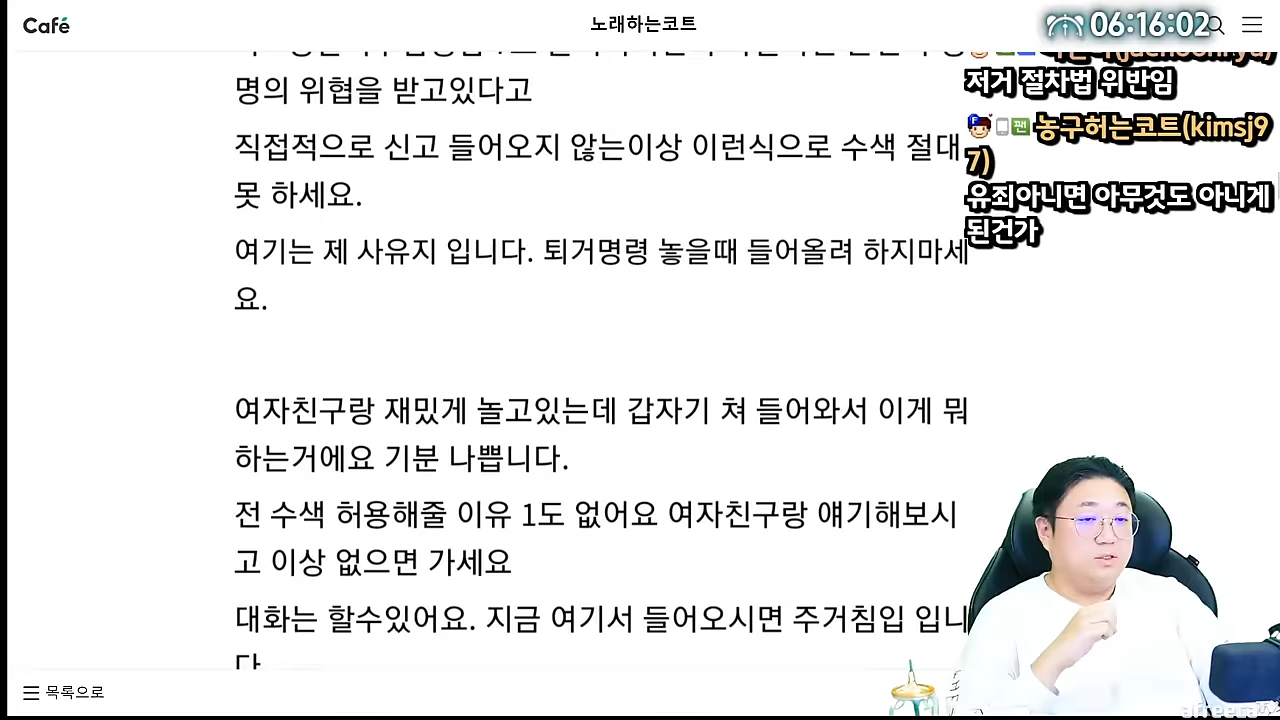 Café
노래하는코트
06:16:02
명의 위협을 받고있다고
직접적으로 신고 들어오지 않는이상 이런식으로 수색 절대
못 하세요.
여기는 제 사유지 입니다. 퇴거명령 놓을때 들어올려 하지마세
요.
여자친구랑 재밌게 놀고있는데 갑자기 쳐 들어와서 이게 뭐
하는거에요 기분 나쁩니다.
전 수색 허용해줄 이유 1도 없어요 여자친구랑 얘기해보시
고 이상 없으면 가세요
대화는 할수있어요. 지금 여기서 들어오시면 주거침입 입니
다
목록으로
저거 절차법 위반임
팬 농구허는코트(kimsj9
7)
유죄아니면 아무것도 아니게
된건가
afreeca